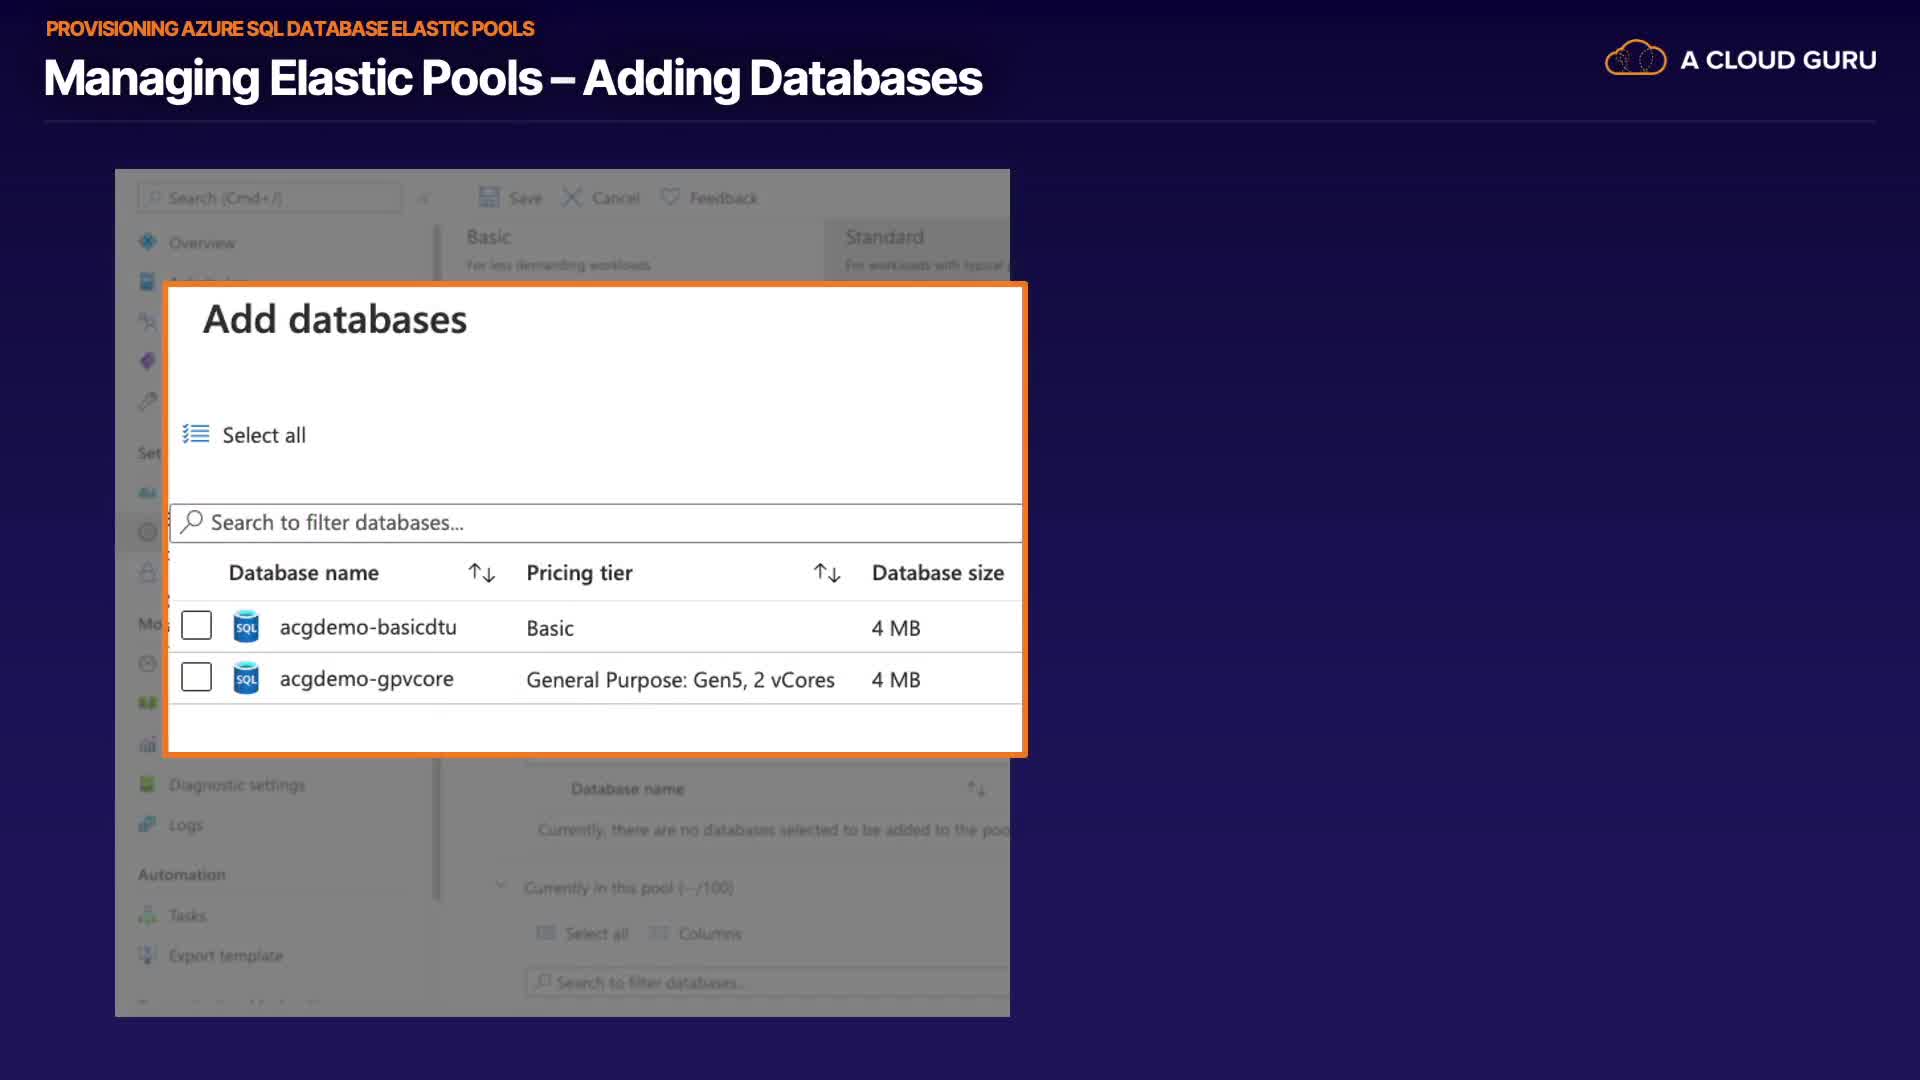 PROVISIONING AZURE SQL DATABASE ELASTIC POOLS
Managing Elastic Pools – Adding Databases
A CLOUD GURU
Search (Cmd+/)
Save Cancel Feedback
Overview
Basic
Standard
For less demanding workloads
For workloads with typical
Add databases
Select all
Set
Search to filter databases...
Database name Pricing tier Database size
SQL acgdemo-basicdtu Basic 4 MB
Mo
SQL acgdemo-gpvcore General Purpose: Gen5, 2 vCores 4 MB
Diagnostic settings
Database name
Logs
Currently, there are no databases selected to be added to the poo
Automation
Currently in this pool (--/100)
Tasks
Select all Columns
Export template
Search to filter databases...